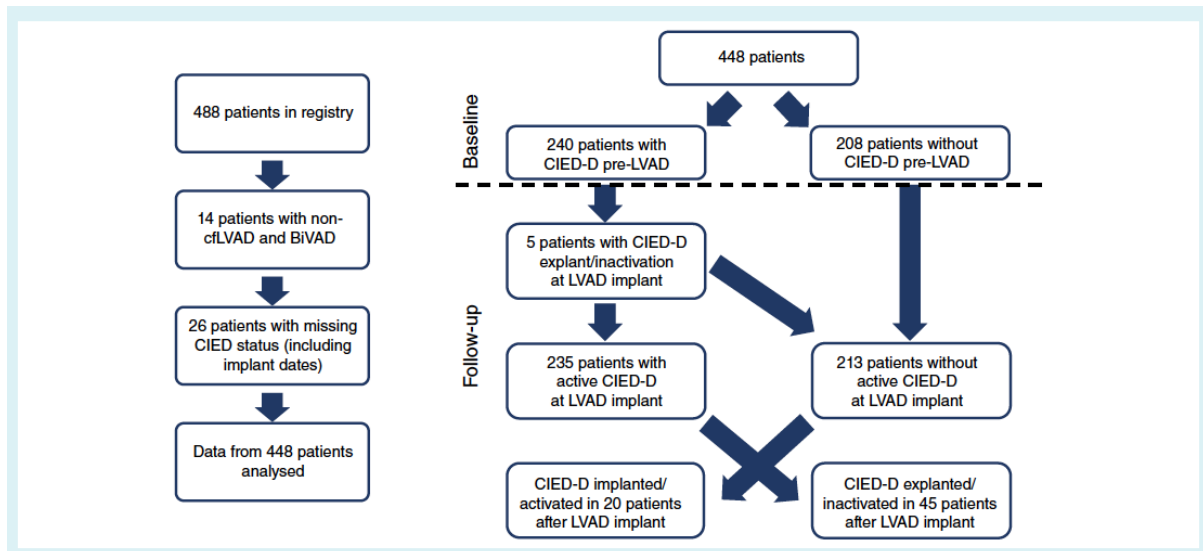 488 patients in registry
14 patients with non-
cfLVAD and BiVAD
26 patients with missing
CIED status (including
implant dates)
Data from 448 patients
analysed
448 patients
Baseline
240 patients with
CIED-D pre-LVAD
208 patients without
CIED-D pre-LVAD
Follow-up
5 patients with CIED-D
explant/inactivation
at LVAD implant
235 patients with
active CIED-D
at LVAD implant
213 patients without
active CIED-D
at LVAD implant
CIED-D implanted/
activated in 20 patients
after LVAD implant
CIED-D explanted/
inactivated in 45 patients
after LVAD implant